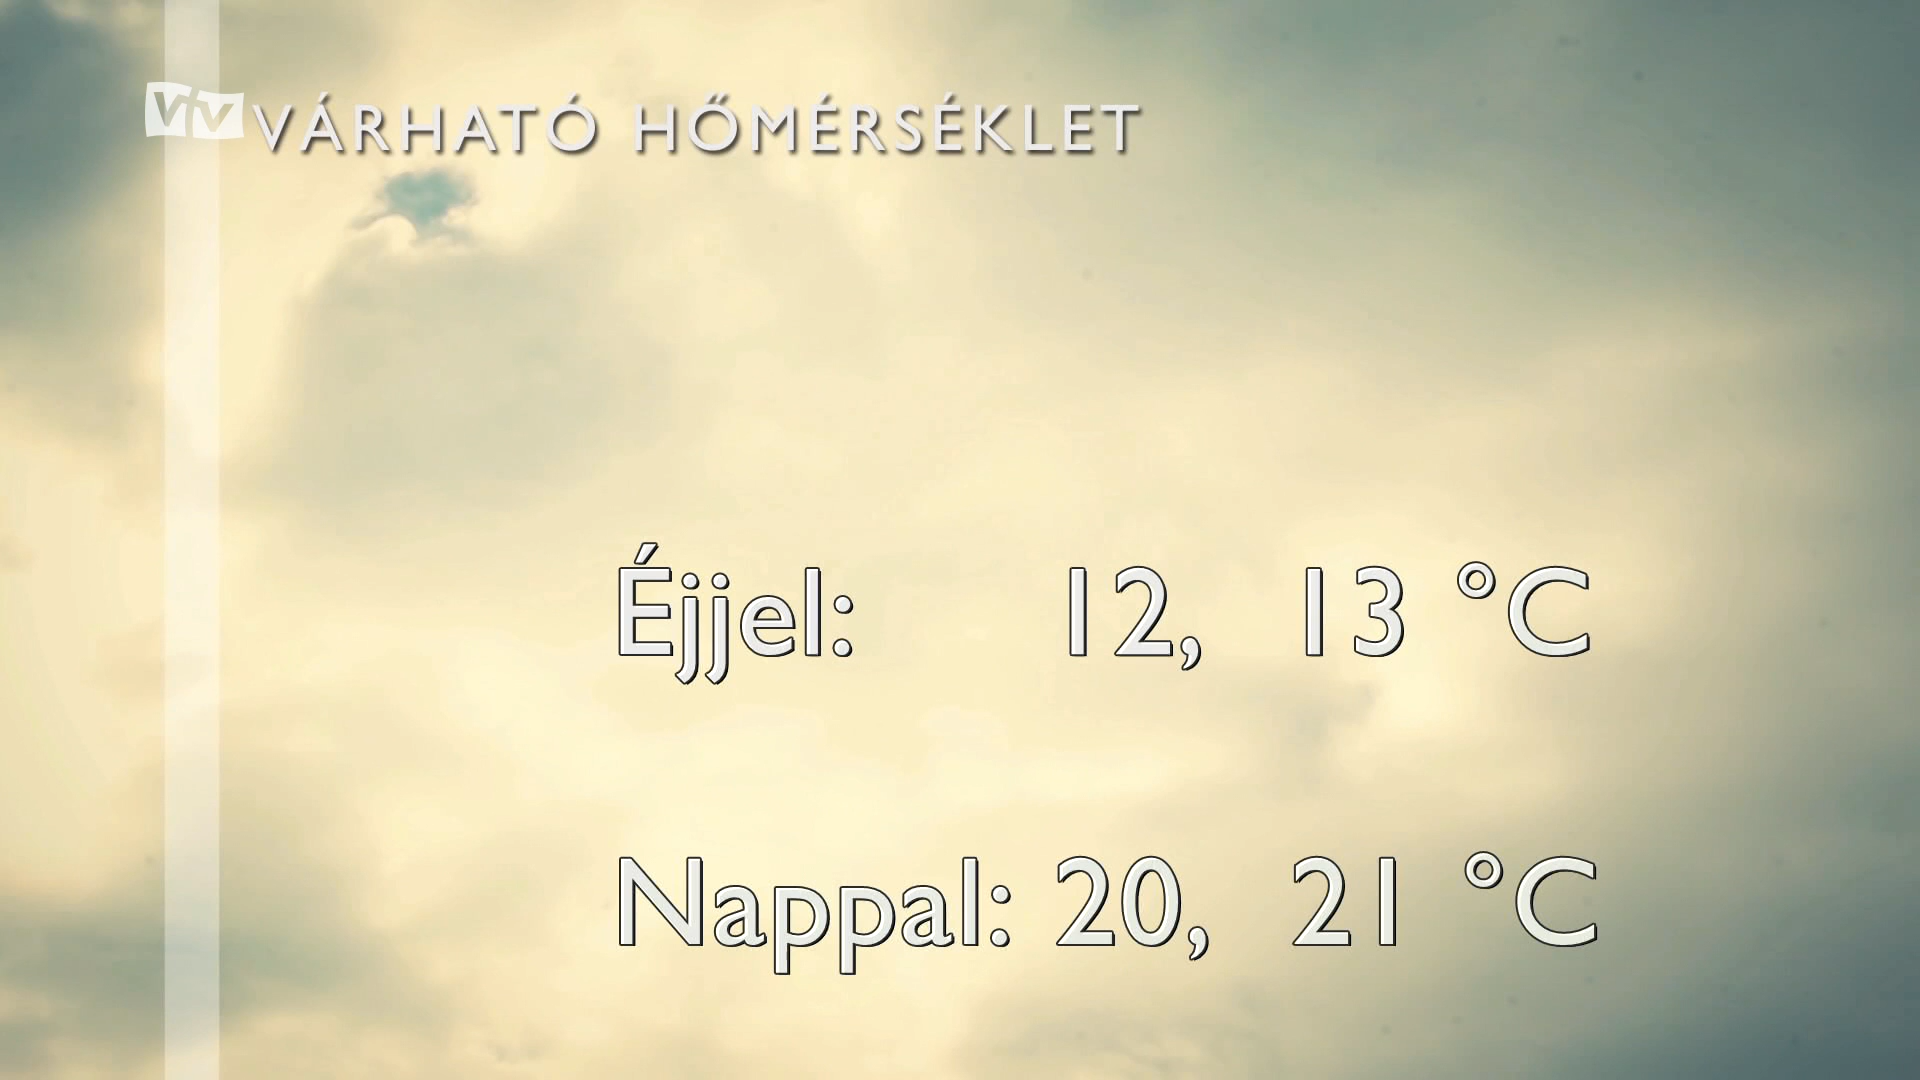 VTV VÁRHATÓ HŐMÉRSÉKLET
Éjjel: 12, 13 °C
Nappal: 20, 21 °C